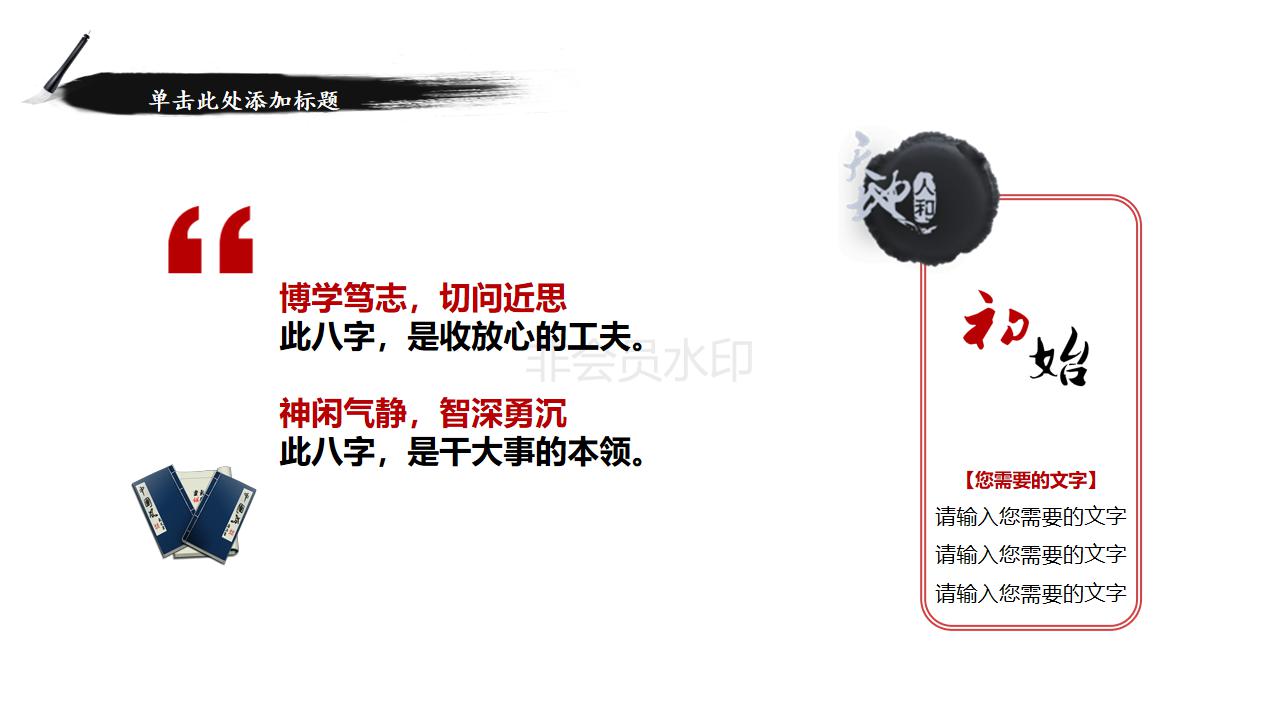 单击此处添加标题
博学笃志，切问近思
此八字，是收放心的工夫。
神闲气静，智深勇沉
此八字，是干大事的本领。
非会员水印
天
地
人
和
初
始
【您需要的文字】
请输入您需要的文字
请输入您需要的文字
请输入您需要的文字